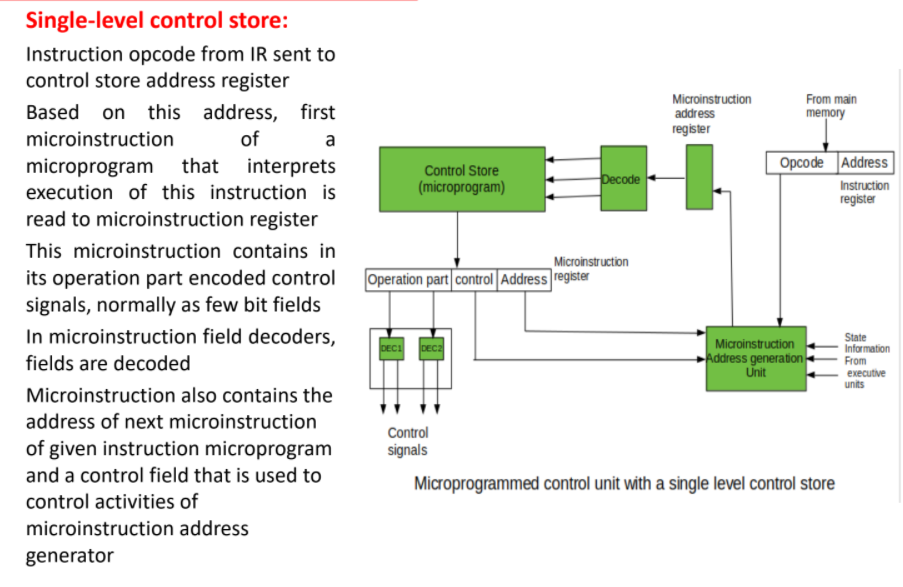 Single-level control store:
Instruction opcode from IR sent to
control store address register
Based on this address, first
microinstruction of a
microprogram that interprets
execution of this instruction is
read to microinstruction register
This microinstruction contains in
its operation part encoded control
signals, normally as few bit fields
In microinstruction field decoders,
fields are decoded
Microinstruction also contains the
address of next microinstruction
of given instruction microprogram
and a control field that is used to
control activities of
microinstruction address
generator
Microinstruction
address
register
From main
memory
Control Store
(microprogram)
Decode
Opcode Address
Instruction
register
Operation part control Address
Microinstruction
register
DEC1 DEC2
Microinstruction
Address generation
Unit
State
Information
From
executive
units
Control
signals
Microprogrammed control unit with a single level control store